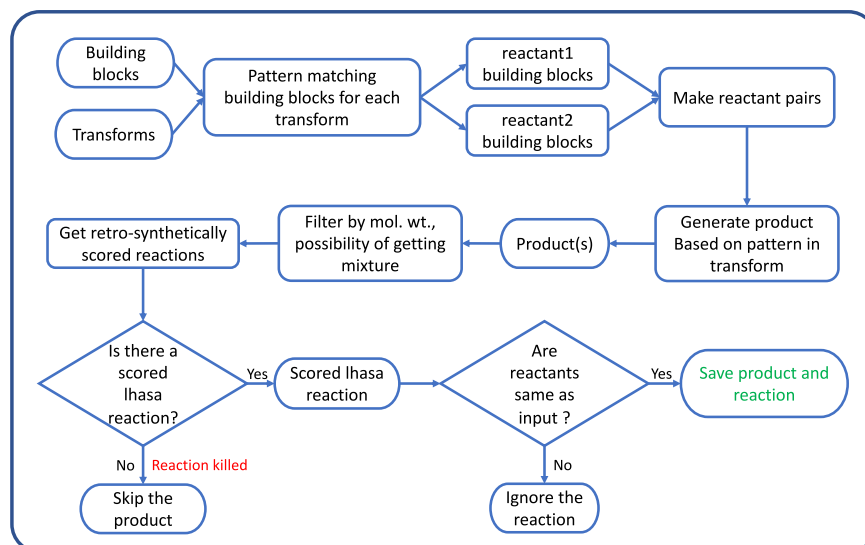 Building
blocks
Transforms
Pattern matching
building blocks for each
transform
reactant1
building blocks
reactant2
building blocks
Make reactant pairs
Generate product
Based on pattern in
transform
Product(s)
Filter by mol. wt.,
possibility of getting
mixture
Get retro-synthetically
scored reactions
Is there a
scored
lhasa
reaction?
Yes
Scored lhasa
reaction
Are
reactants
same as
input ?
Yes
Save product and
reaction
No
Reaction killed
Skip the
product
No
Ignore the
reaction